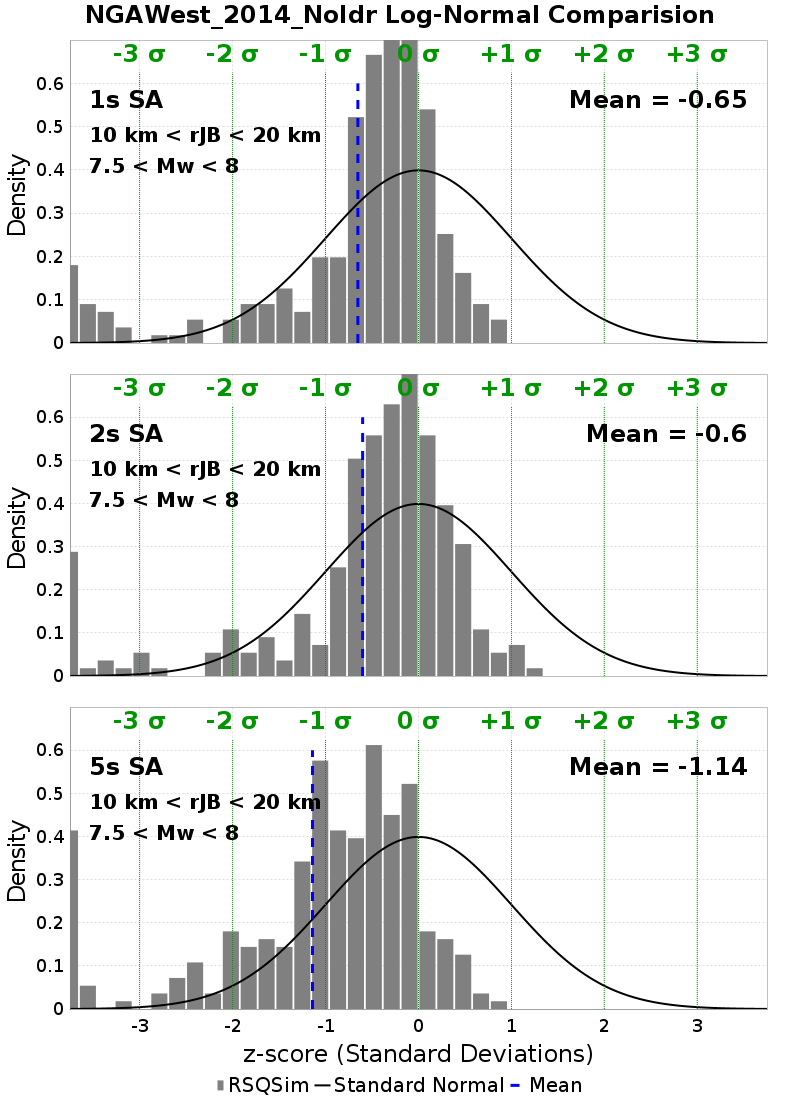 NGAWest_2014_NoIdr Log-Normal Comparision
-3 σ -2 σ -1 σ 0 σ +1 σ +2 σ +3 σ
0.6
1s SA Mean = -0.65
0.5
10 km < rJB < 20 km
7.5 < Mw < 8
0.4
0.3
0.2
0.1
0
Density
-3 σ -2 σ -1 σ 0 σ +1 σ +2 σ +3 σ
0.6
2s SA Mean = -0.6
0.5
10 km < rJB < 20 km
7.5 < Mw < 8
0.4
0.3
0.2
0.1
0
Density
-3 σ -2 σ -1 σ 0 σ +1 σ +2 σ +3 σ
0.6
5s SA Mean = -1.14
0.5
10 km < rJB < 20 km
7.5 < Mw < 8
0.4
0.3
0.2
0.1
0
Density
-3 -2 -1 0 1 2 3
z-score (Standard Deviations)
RSQSim Standard Normal Mean